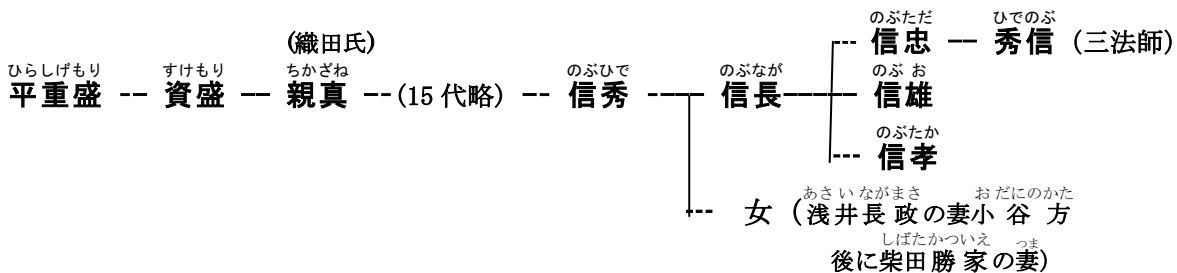 のぶただ ひでのぶ
(織田氏) --- 信忠 -- 秀信 (三法師)
ひらしげもり すけもり ちかざね のぶひで のぶなが のぶ お
平重盛 -- 資盛 -- 親真 --(15代略) -- 信秀 ---- 信長------ 信雄
のぶたか
--- 信孝
あさ い ながまさ お だにのかた
--- 女 (浅井長政の妻小谷方
しばたかついえ つま
後に柴田勝家の妻)